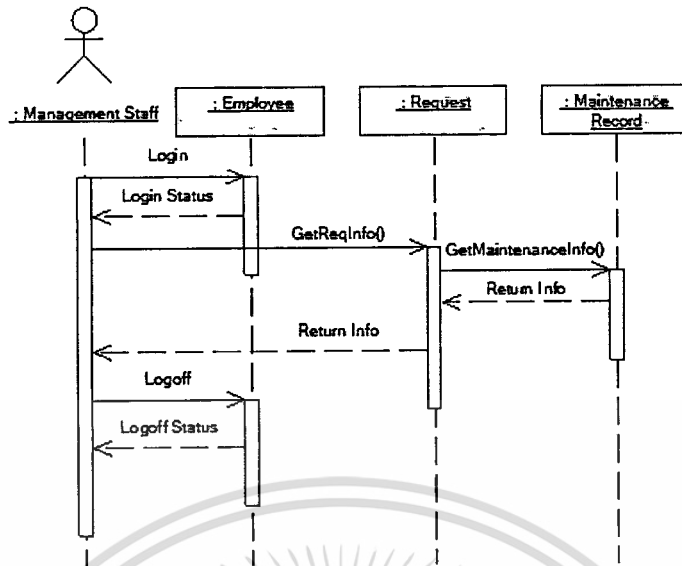 : Management Staff
: Employee
: Request
: Maintenance
Record
Login
Login Status
GetReqInfo()
GetMaintenanceInfo()
Return Info
Return Info
Logoff
Logoff Status